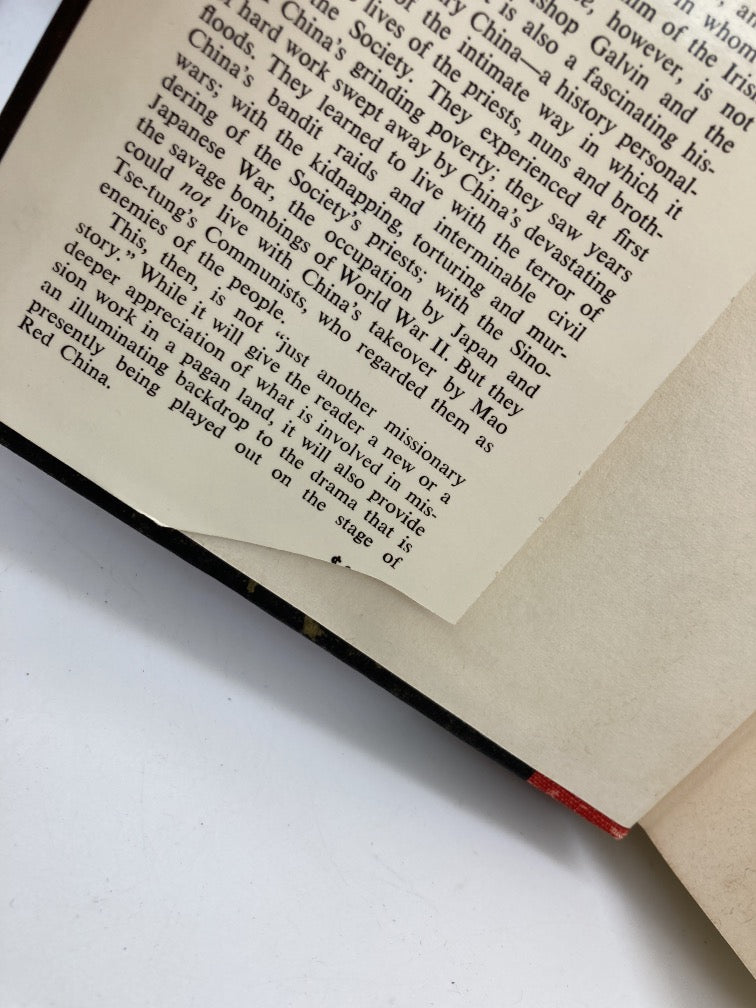 in whom
of the
however, is not
Galvin and the
is also a fascinating his-
China—a history personal-
the intimate way in which it
lives of the priests, nuns and broth-
the Society. They experienced at first
China's grinding poverty; they saw years
hard work swept away by China's devastating
floods. They learned to live with the terror of
China's bandit raids and interminable civil
wars; with the kidnapping, torturing and mur-
dering of the Society's priests; with the Sino-
Japanese War, the occupation by Japan and
the savage bombings of World War II. But they
could not live with China's takeover by Mao
Tse-tung's Communists, who regarded them as
enemies of the people.
This, then, is not "just another missionary
story." While it will give the reader a new or a
deeper appreciation of what is involved in mis-
sion work in a pagan land, it will also provide
an illuminating backdrop to the drama that is
presently being played out on the stage of
Red China.